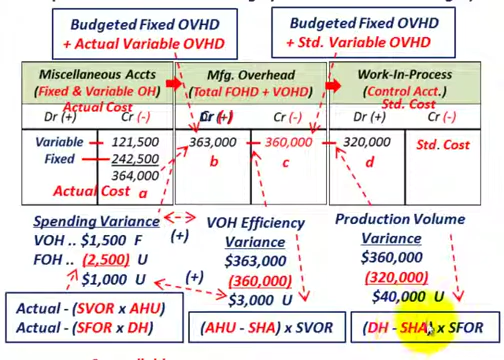 Budgeted Fixed OVHD
+ Actual Variable OVHD
Budgeted Fixed OVHD
+ Std. Variable OVHD
Miscellaneous Accts
(Fixed & Variable OH)
Actual Cost
Mfg. Overhead
(Total FOHD + VOHD)
Work-In-Process
(Control Acct.)
Std. Cost
Dr (+) Cr (-)
Dr (+) Cr (-)
Dr (+) Cr (-)
Variable 121,500 363,000 360,000 320,000 Std. Cost
Fixed 242,500 b c d
364,000
Actual Cost a
Spending Variance
VOH .. $1,500 F
FOH .. (2,500) U
$1,000 U
(+)
(+)
VOH Efficiency
Variance
$363,000
(360,000)
$3,000 U
Production Volume
Variance
$360,000
(320,000)
$40,000 U
Actual - (SVOR x AHU)
Actual - (SFOR x DH)
(AHU - SHA) x SVOR
(DH - SHA) x SFOR